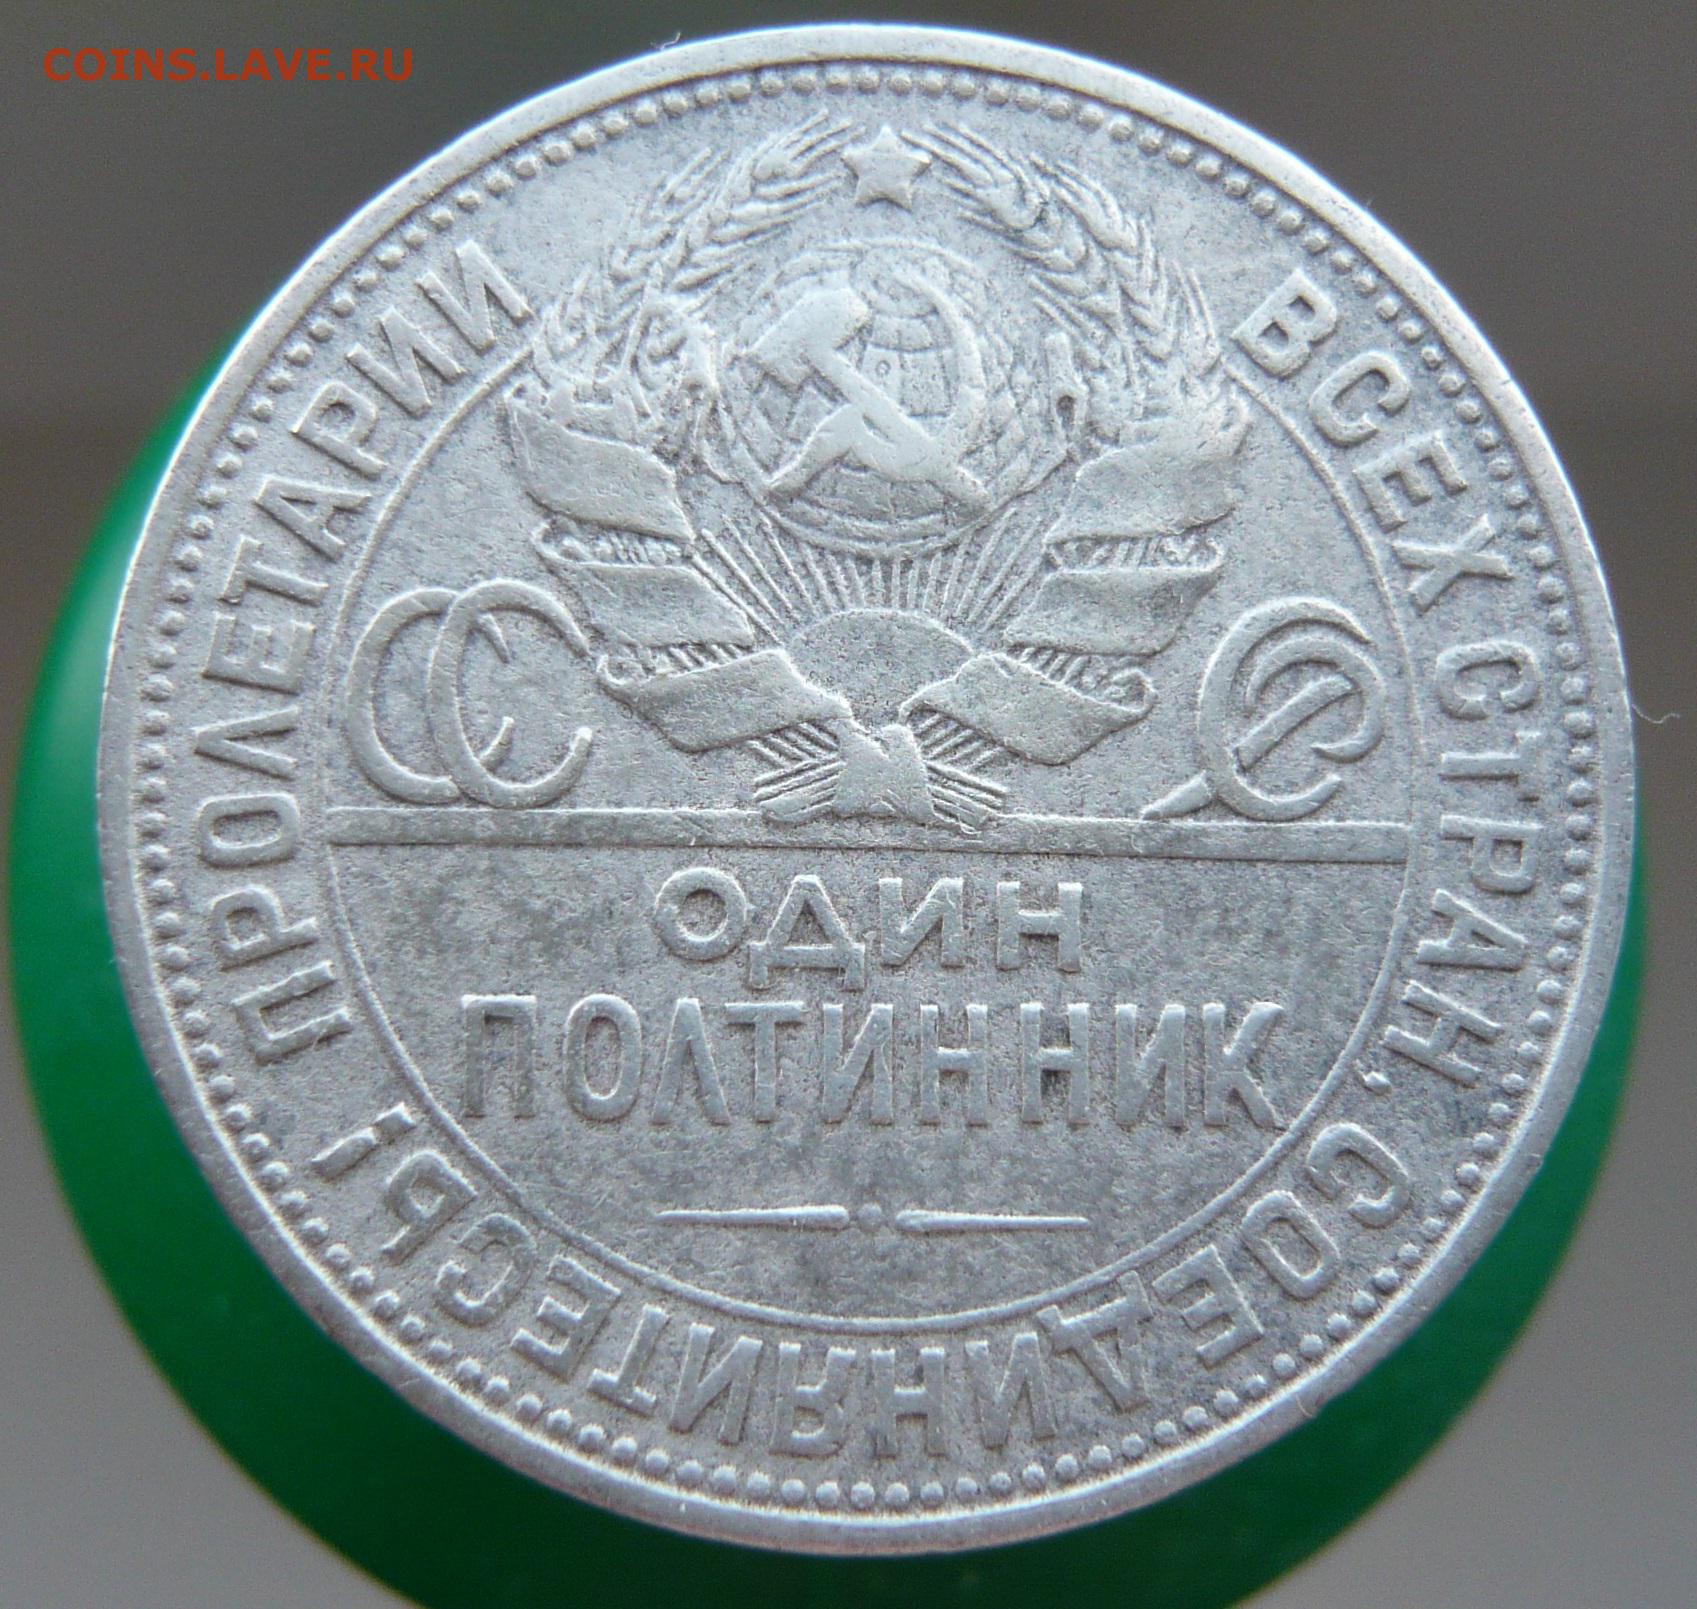 COINS.LAVE.RU
ПРОЛЕТАРИИ ВСЕХ СТРАН, СОЕДИНЯЙТЕСЬ!
СССР
ОДИН
ПОЛТИННИК